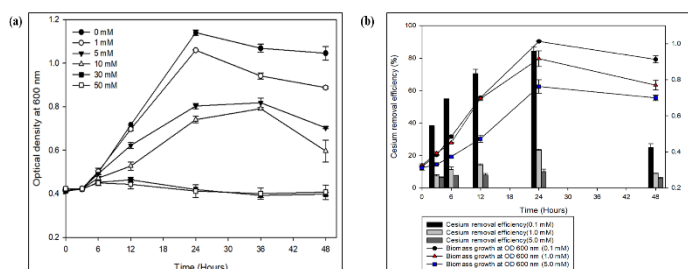 (a)
1.2
1.0
0.8
0.6
0.4
0.2
Optical density at 600 nm
0 mM
1 mM
5 mM
10 mM
30 mM
50 mM
0 6 12 18 24 30 36 42 48
Time (Hours)
(b)
100
80
60
40
20
0
Cesium removal efficiency (%)
1.0
0.9
0.8
0.7
0.6
0.5
0.4
0.3
0 6 12 18 24 30 36 42 48
Time (Hours)
Cesium removal efficiency(0.1 mM)
Cesium removal efficiency(1.0 mM)
Cesium removal efficiency(5.0 mM)
Biomass growth at OD 600 nm (0.1 mM)
Biomass growth at OD 600 nm (1.0 mM)
Biomass growth at OD 600 nm (5.0 mM)